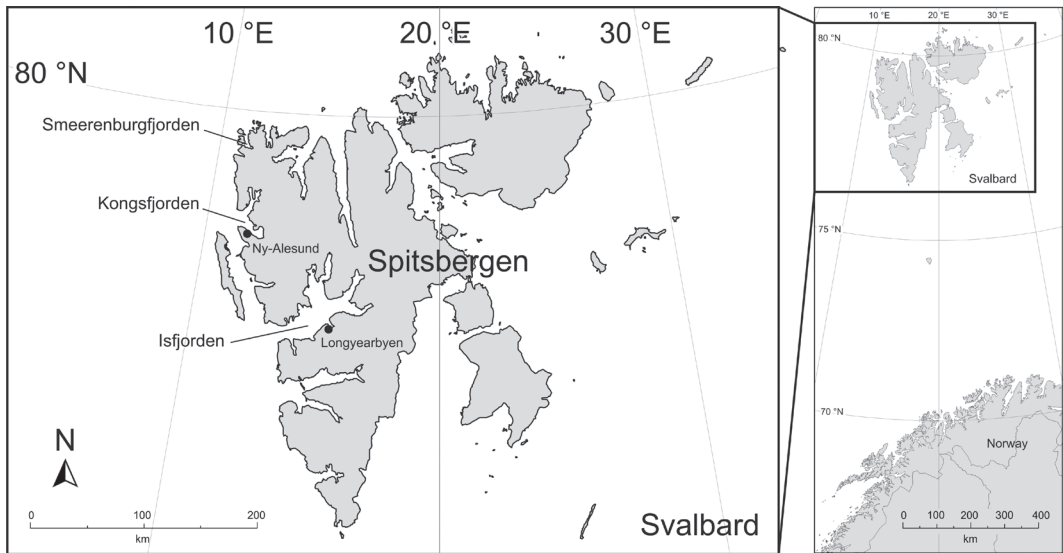 10 °E
20 °E
30 °E
80 °N
Smeerenburgfjorden
Kongsfjorden
Ny-Alesund
Spitsbergen
Isfjorden
Longyearbyen
N
0 100 200
km
Svalbard
10 °E 20 °E 30 °E
80 °N
Svalbard
75 °N
70 °N
Norway
0 100 200 300 400
km